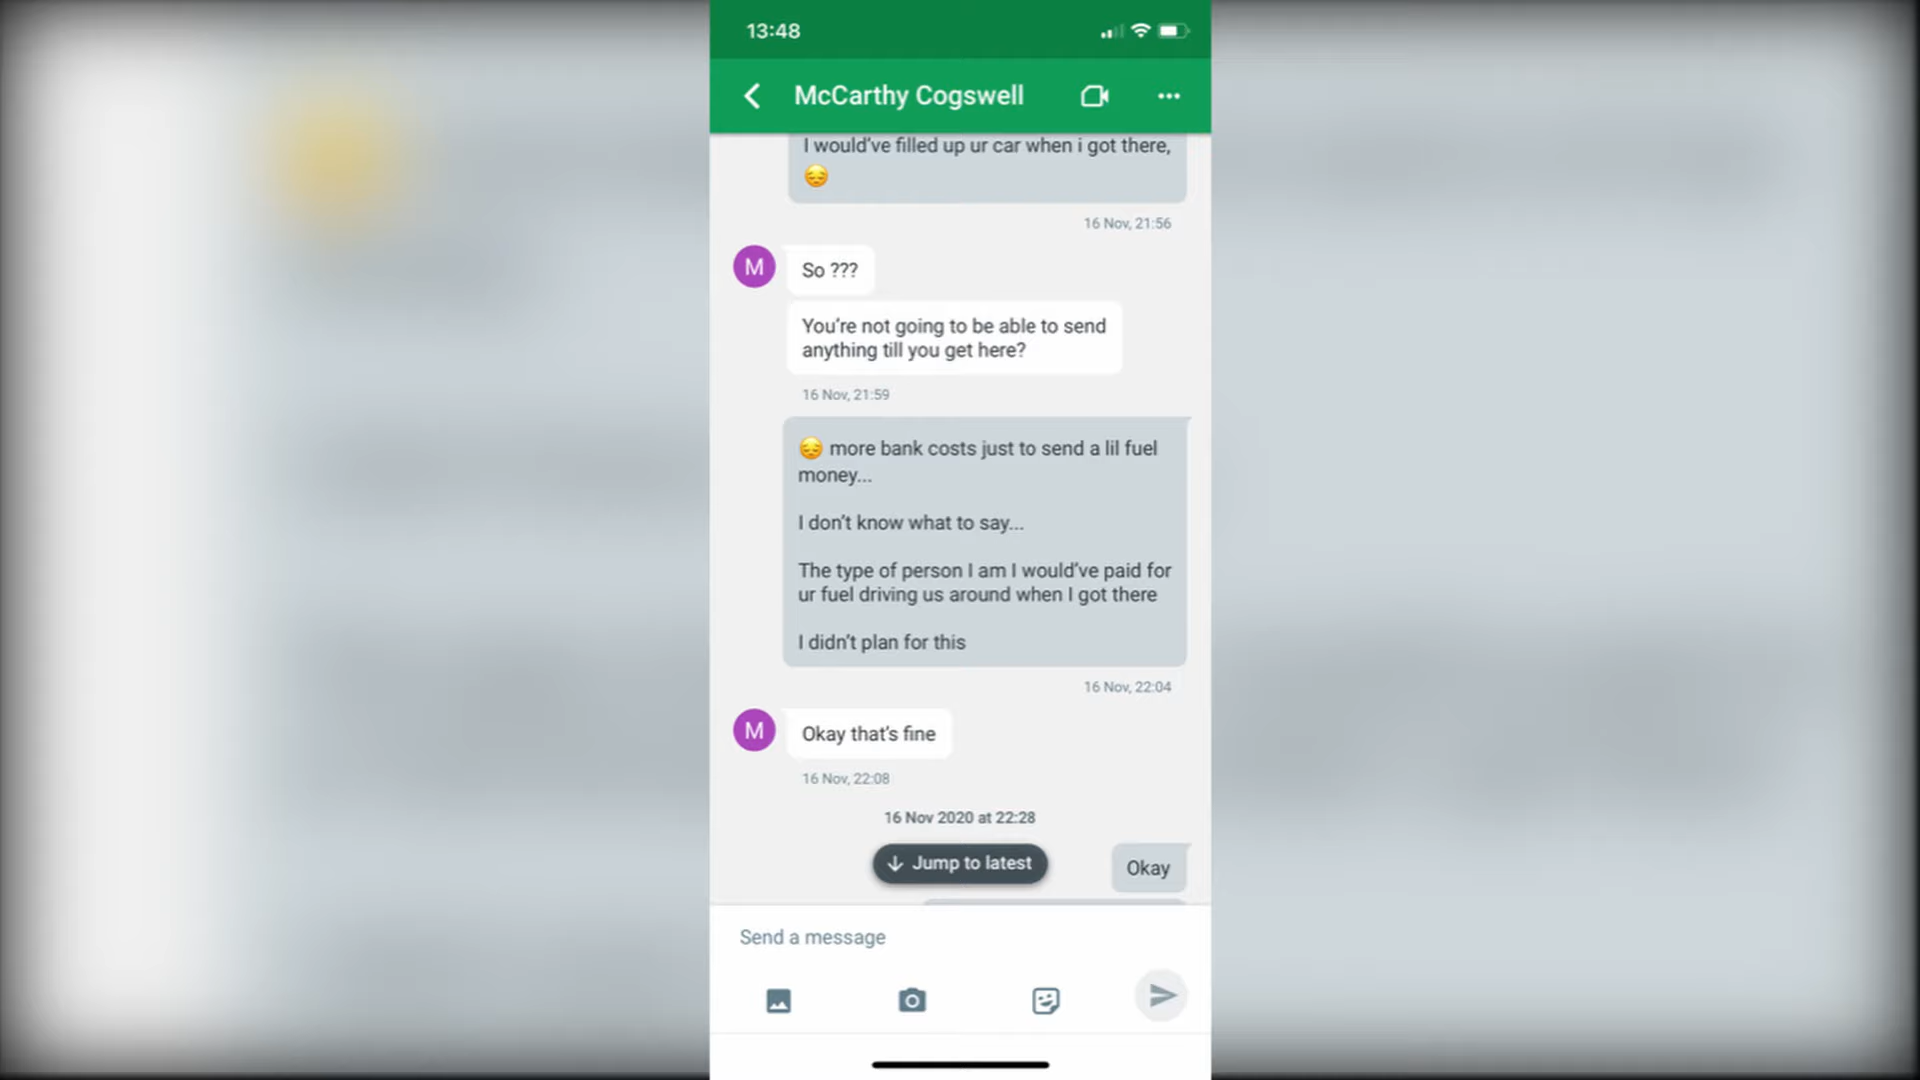 13:48
McCarthy Cogswell
I would've filled up ur car when i got there,
😔
16 Nov, 21:56
M
So ???
You're not going to be able to send
anything till you get here?
16 Nov, 21:59
😔 more bank costs just to send a lil fuel
money...
I don't know what to say...
The type of person I am I would've paid for
ur fuel driving us around when I got there
I didn't plan for this
16 Nov, 22:04
M
Okay that's fine
16 Nov, 22:08
16 Nov 2020 at 22:28
Jump to latest
Okay
Send a message